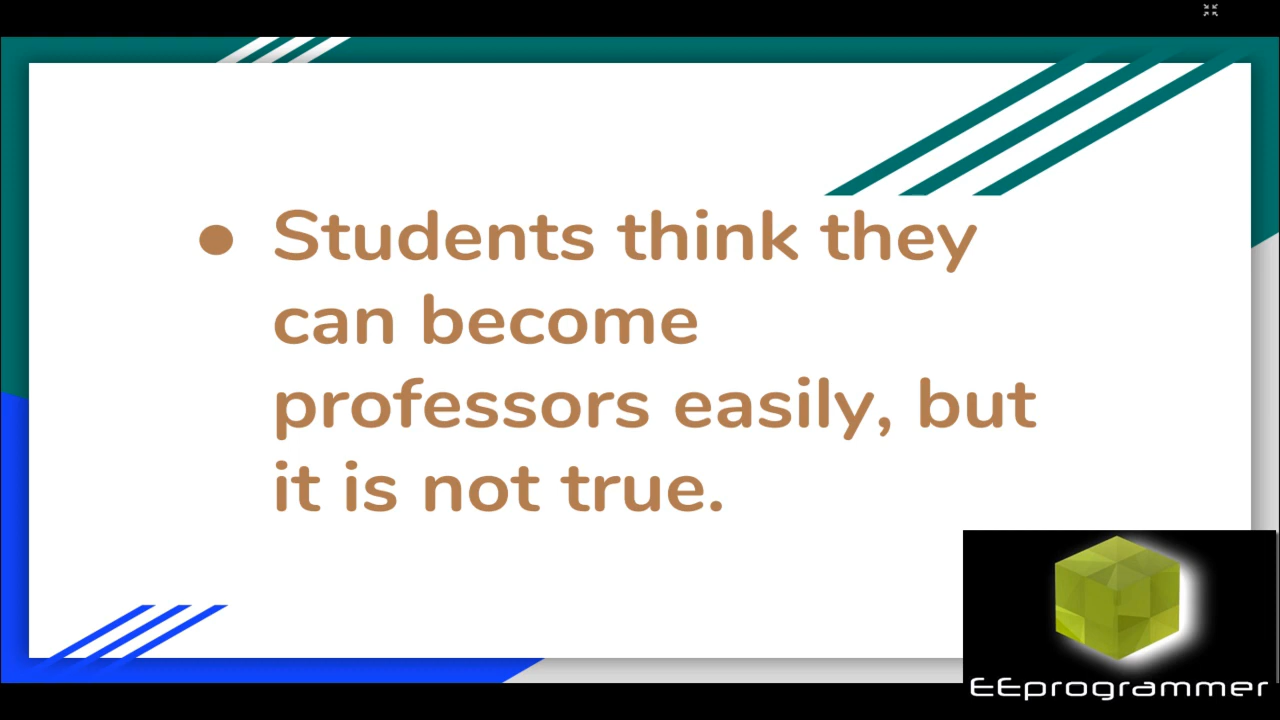 ● Students think they
can become
professors easily, but
it is not true.
EEprogrammer